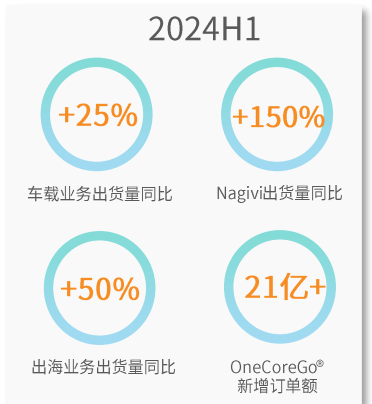 2024H1
+25%
+150%
车载业务出货量同比
Nagivi出货量同比
+50%
21亿+
出海业务出货量同比
OneCoreGo®
新增订单额